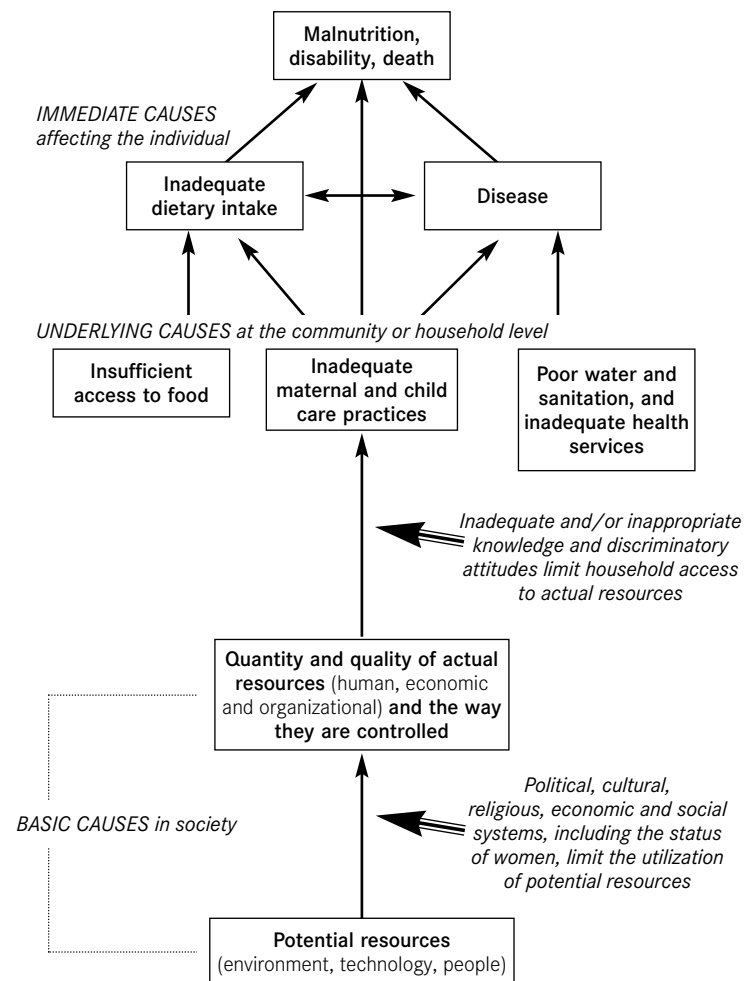 Malnutrition,
disability, death
IMMEDIATE CAUSES
affecting the individual
Inadequate
dietary intake
Disease
UNDERLYING CAUSES at the community or household level
Insufficient
access to food
Inadequate
maternal and child
care practices
Poor water and
sanitation, and
inadequate health
services
Inadequate and/or inappropriate
knowledge and discriminatory
attitudes limit household access
to actual resources
Quantity and quality of actual
resources (human, economic
and organizational) and the way
they are controlled
BASIC CAUSES in society
Political, cultural,
religious, economic and social
systems, including the status
of women, limit the utilization
of potential resources
Potential resources
(environment, technology, people)